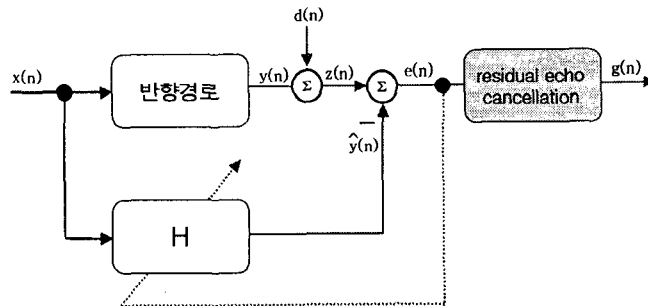 d(n)
x(n)
반향경로
y(n)
Σ
z(n)
Σ
e(n)
residual echo
cancellation
g(n)
−
ŷ(n)
H